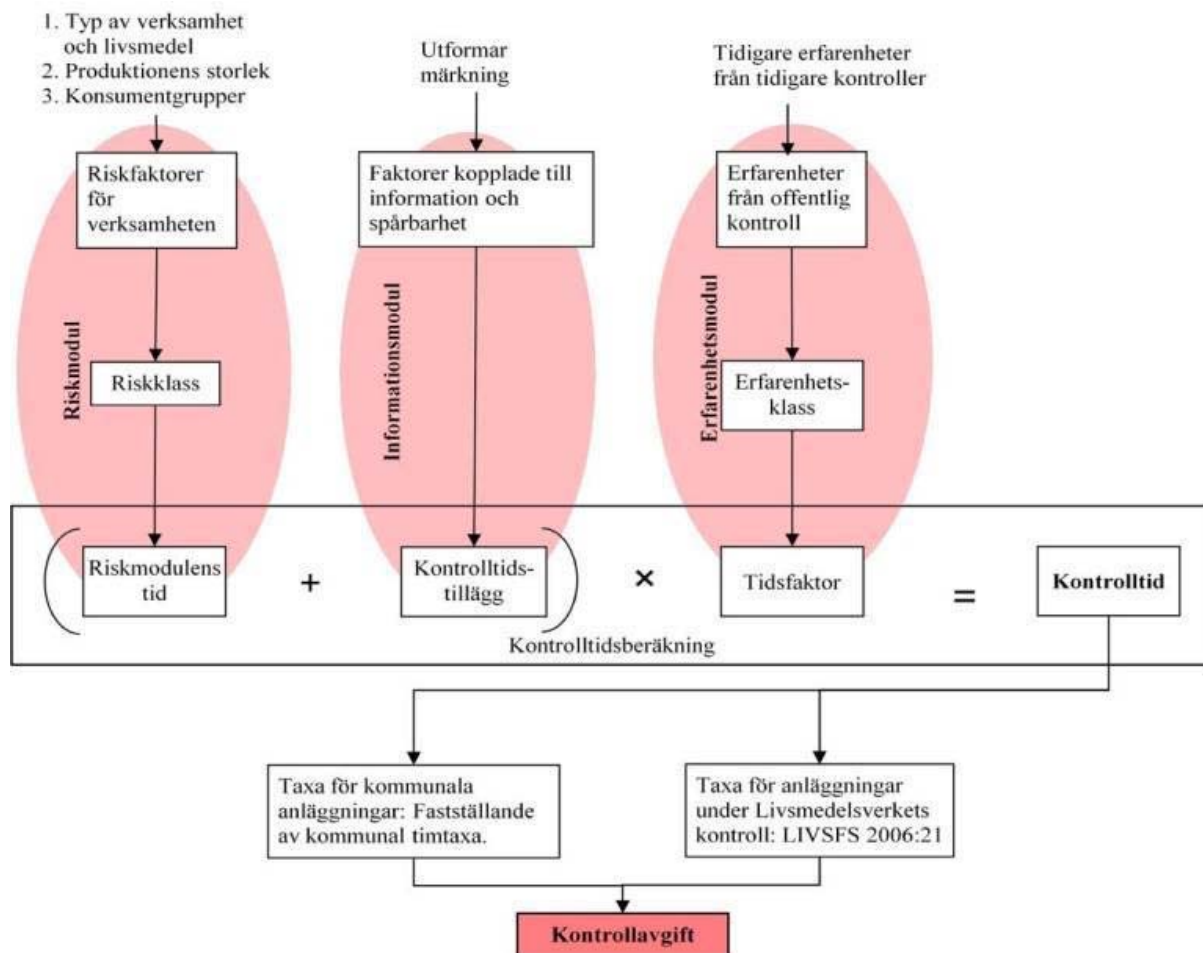 1. Typ av verksamhet
och livsmedel
2. Produktionens storlek
3. Konsumentgrupper
Utformar
märkning
Tidigare erfarenheter
från tidigare kontroller
Riskfaktorer
för
verksamheten
Faktorer kopplade till
information och
spårbarhet
Erfarenheter
från offentlig
kontroll
Riskmodul
Informationsmodul
Erfarenhetsmodul
Riskklass
Erfarenhets-
klass
(
Riskmodulens
tid
+
Kontrolltids-
tillägg
)
×
Tidsfaktor
=
Kontrolltid
Kontrolltidsberäkning
Taxa för kommunala
anläggningar: Fastställande
av kommunal timtaxa.
Taxa för anläggningar
under Livsmedelsverkets
kontroll: LIVSFS 2006:21
Kontrollavgift